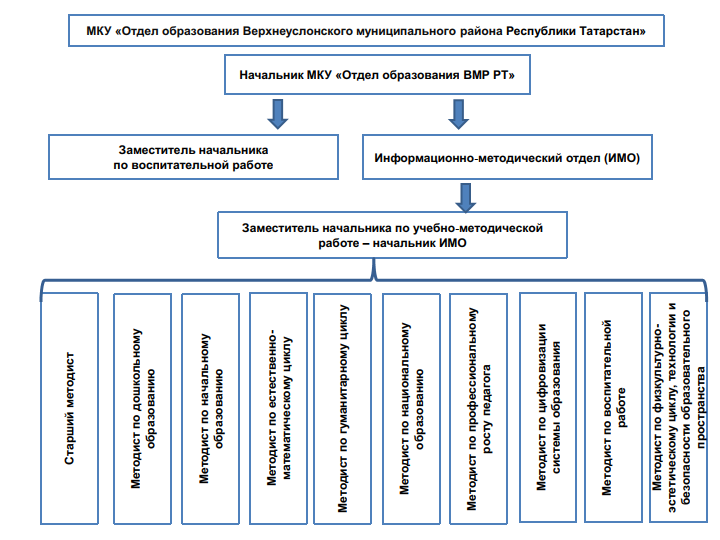 МКУ «Отдел образования Верхнеуслонского муниципального района Республики Татарстан»
Начальник МКУ «Отдел образования ВМР РТ»
Заместитель начальника
по воспитательной работе
Информационно-методический отдел (ИМО)
Заместитель начальника по учебно-методической
работе – начальник ИМО
Старший методист
Методист по дошкольному
образованию
Методист по начальному
образованию
Методист по естественно-
математическому циклу
Методист по гуманитарному циклу
Методист по национальному
образованию
Методист по профессиональному
росту педагога
Методист по цифровизации
системы образования
Методист по воспитательной
работе
Методист по физкультурно-
эстетическому циклу, технологии и
безопасности образовательного
пространства